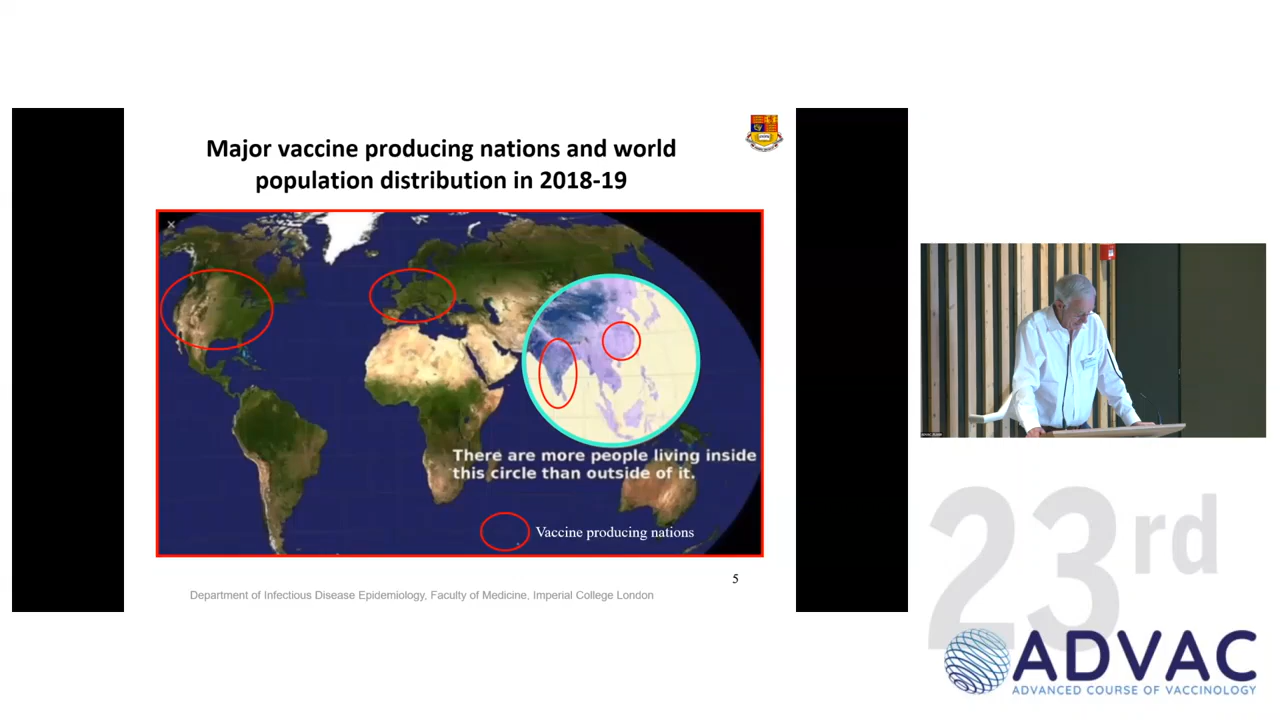 Major vaccine producing nations and world
population distribution in 2018-19
There are more people living inside
this circle than outside of it.
Vaccine producing nations
5
Department of Infectious Disease Epidemiology, Faculty of Medicine, Imperial College London
23rd
ADVAC
ADVANCED COURSE OF VACCINOLOGY